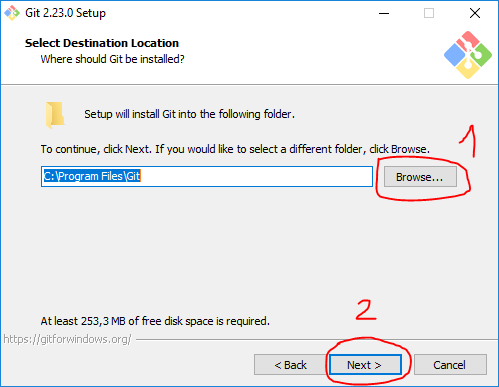 Git 2.23.0 Setup
Select Destination Location
Where should Git be installed?
Setup will install Git into the following folder.
1
To continue, click Next. If you would like to select a different folder, click Browse.
C:\Program Files\Git
Browse...
2
At least 253,3 MB of free disk space is required.
https://gitforwindows.org/
< Back
Next >
Cancel